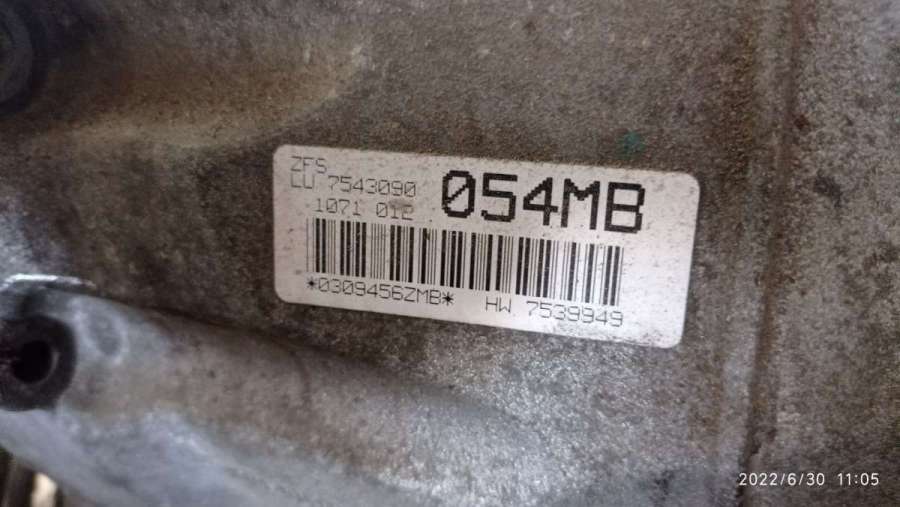 ZFS
LU 7543090
1071 012
054MB
*0309456ZMB* HW 7539949
2022/6/30 11:05